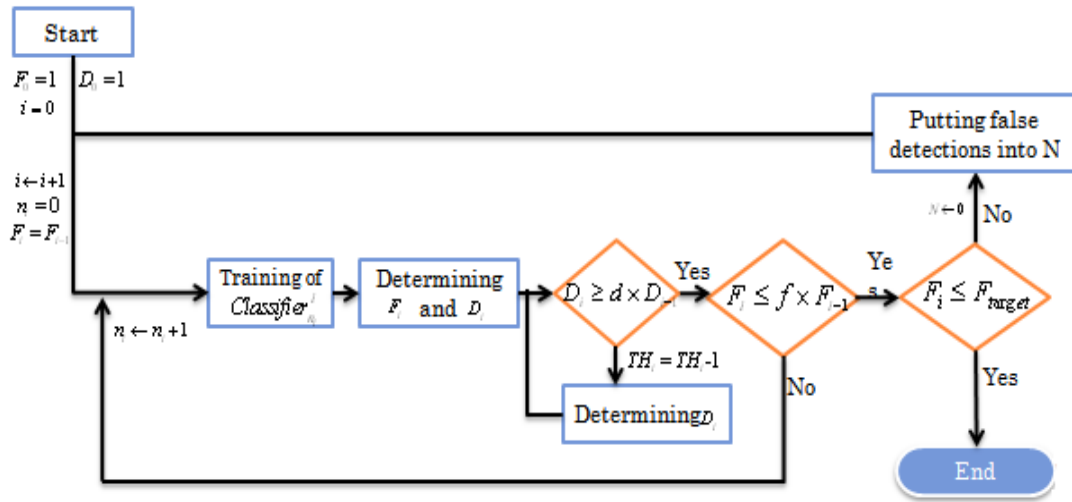 Start
F₀ =1 D₀ =1
i = 0
i←i+1
nᵢ=0
Fᵢ = Fᵢ₋₁
nᵢ ← nᵢ+1
Training of
Classifier
Determining
Fᵢ and Dᵢ
Dᵢ ≥ d × Dᵢ₋₁
Yes
THᵢ = THᵢ-1
Determining Dᵢ
Fᵢ ≤ f × Fᵢ₋₁
No
Ye
s
Fᵢ ≤ Ftarget
N←0
No
Putting false
detections into N
Yes
End